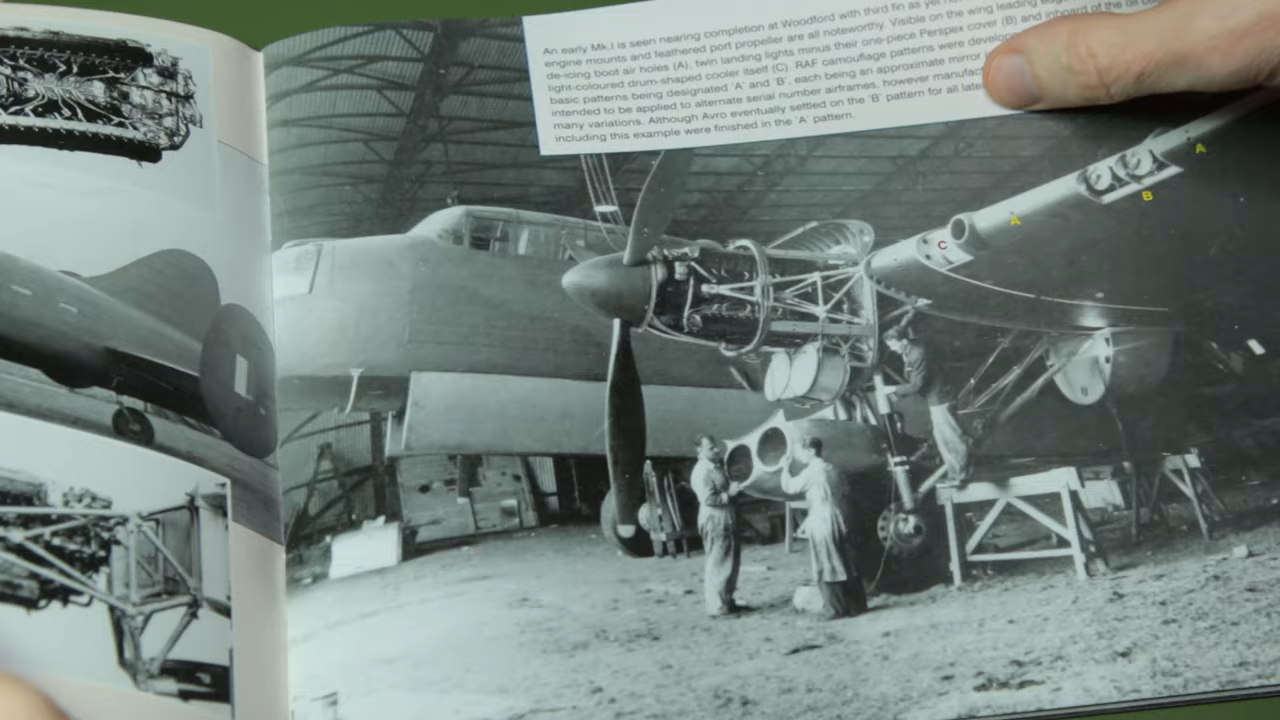 An early Mk.I is seen nearing completion at Woodford with third fin as yet
engine mounts and feathered port propeller are all noteworthy. Visible on the wing leading
de-icing boot air holes (A), twin landing lights minus their one-piece Perspex cover (B) and inboard of the oil
light-coloured drum-shaped cooler itself (C). RAF camouflage patterns were
basic patterns being designated 'A' and 'B', each being an approximate mirror
intended to be applied to alternate serial number airframes, however
many variations. Although Avro eventually settled on the 'B' pattern for all
including this example were finished in the 'A' pattern.
A
B
A
C